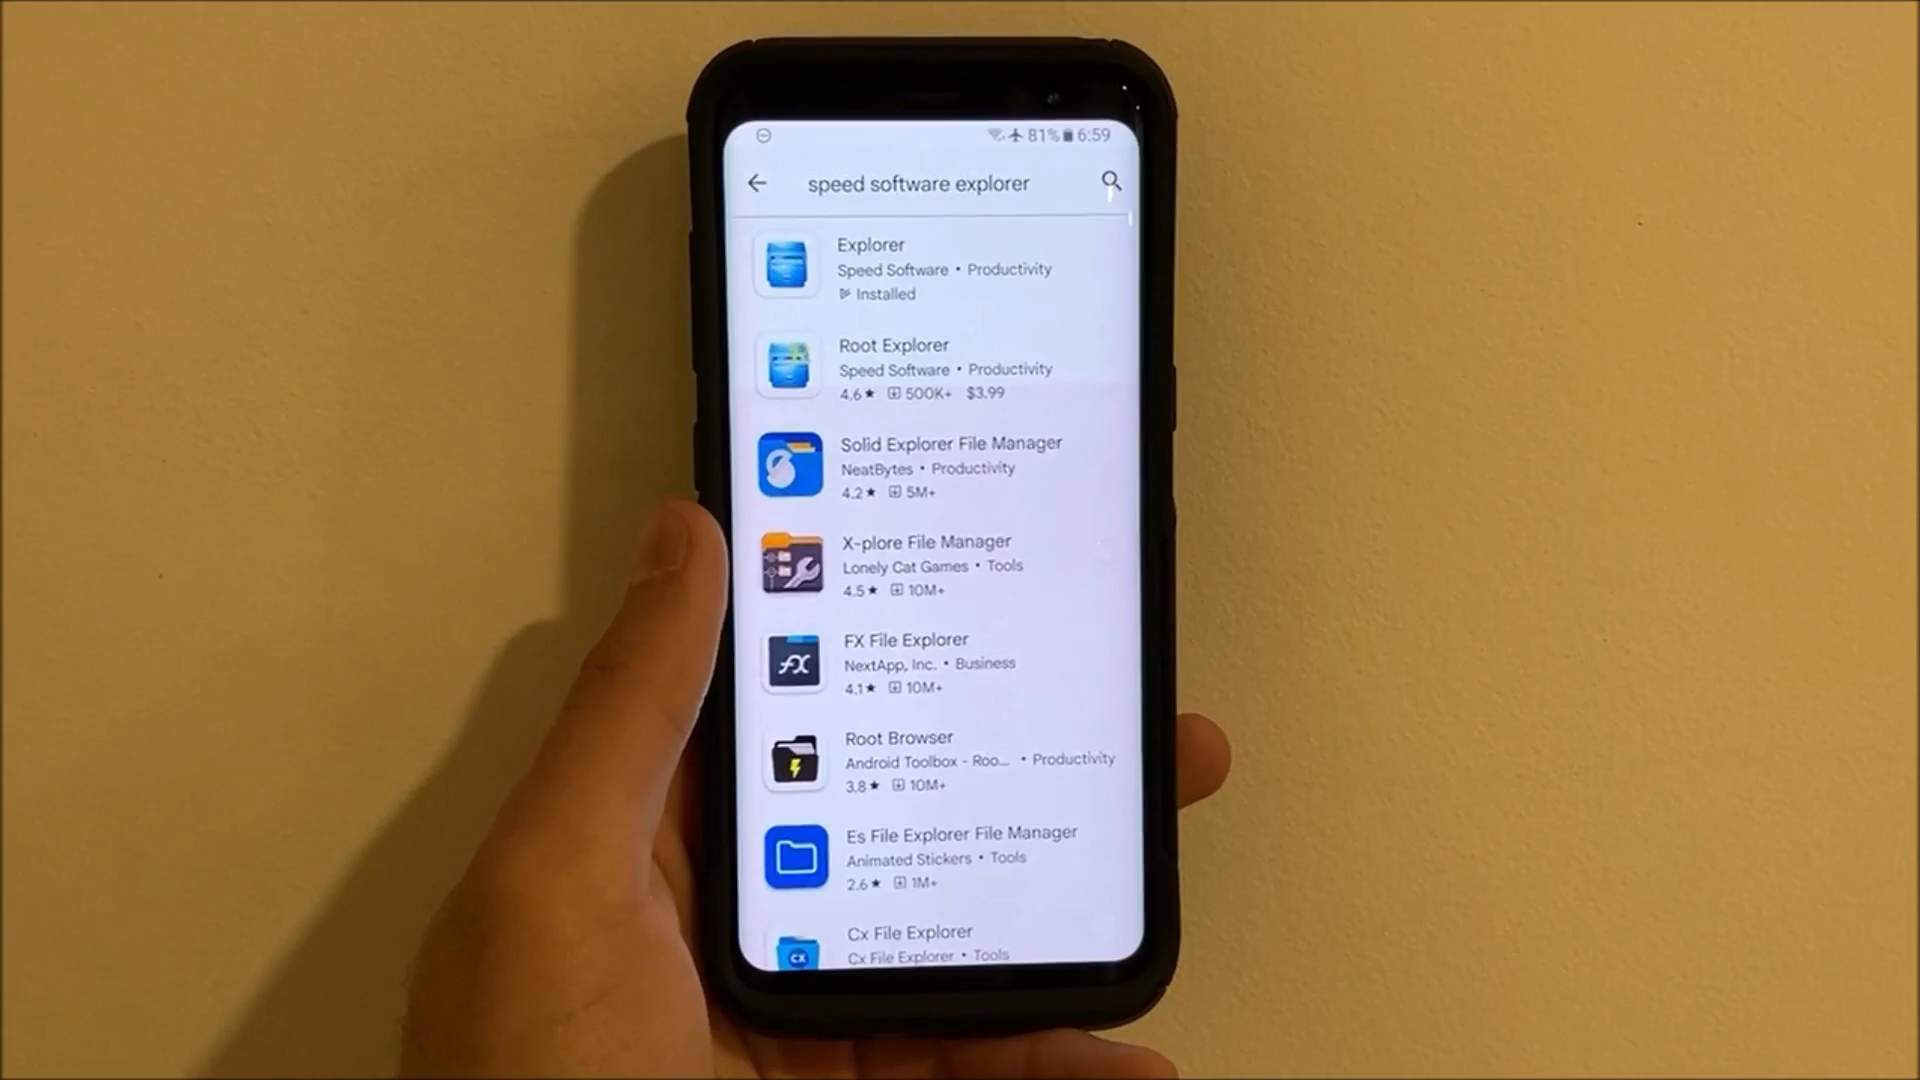 81% 6:59
speed software explorer
Explorer
Speed Software • Productivity
Installed
Root Explorer
Speed Software • Productivity
4.6★ 500K+ $3.99
Solid Explorer File Manager
NeatBytes • Productivity
4.2★ 5M+
X-plore File Manager
Lonely Cat Games • Tools
4.5★ 10M+
FX File Explorer
NextApp, Inc. • Business
4.1★ 10M+
Root Browser
Android Toolbox - Roo... • Productivity
3.8★ 10M+
Es File Explorer File Manager
Animated Stickers • Tools
2.6★ 1M+
Cx File Explorer
Cx File Explorer • Tools